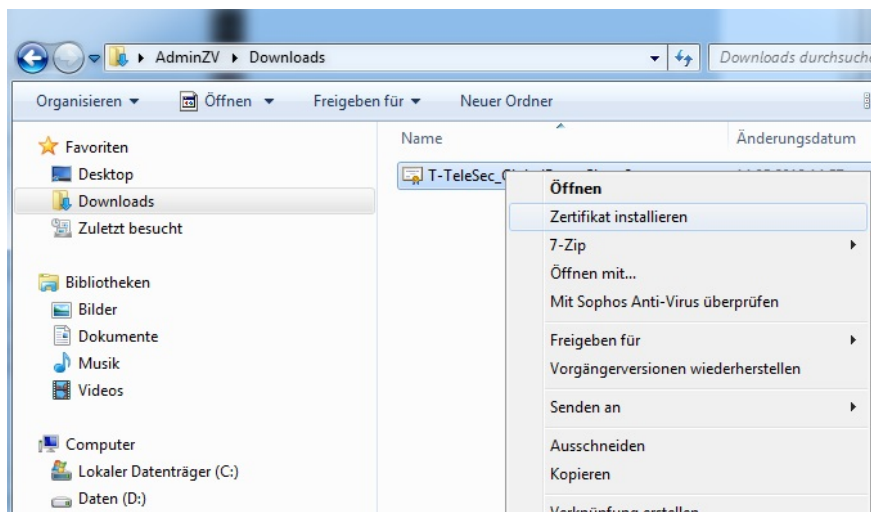 AdminZV Downloads
Downloads durchsuche
Organisieren Öffnen Freigeben für Neuer Ordner
Name Änderungsdatum
Favoriten
Desktop
Downloads
Zuletzt besucht
Bibliotheken
Bilder
Dokumente
Musik
Videos
Computer
Lokaler Datenträger (C:)
Daten (D:)
T-TeleSec_
Öffnen
Zertifikat installieren
7-Zip
Öffnen mit...
Mit Sophos Anti-Virus überprüfen
Freigeben für
Vorgängerversionen wiederherstellen
Senden an
Ausschneiden
Kopieren
Verknüpfung erstellen